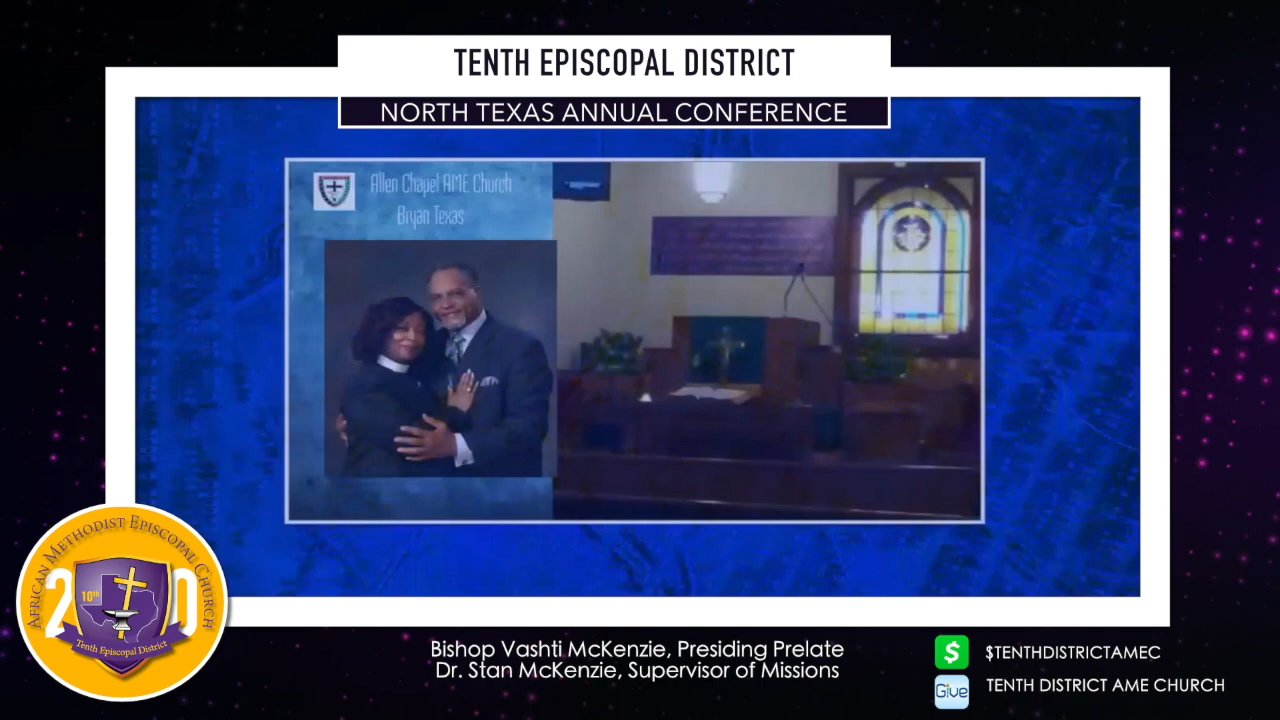 TENTH EPISCOPAL DISTRICT
NORTH TEXAS ANNUAL CONFERENCE
Allen Chapel AME Church
Bryan Texas
AFRICAN METHODIST EPISCOPAL CHURCH
2 0
10th
Tenth Episcopal District
Bishop Vashti McKenzie, Presiding Prelate
Dr. Stan McKenzie, Supervisor of Missions
$TENTHDISTRICTAMEC
Give
TENTH DISTRICT AME CHURCH